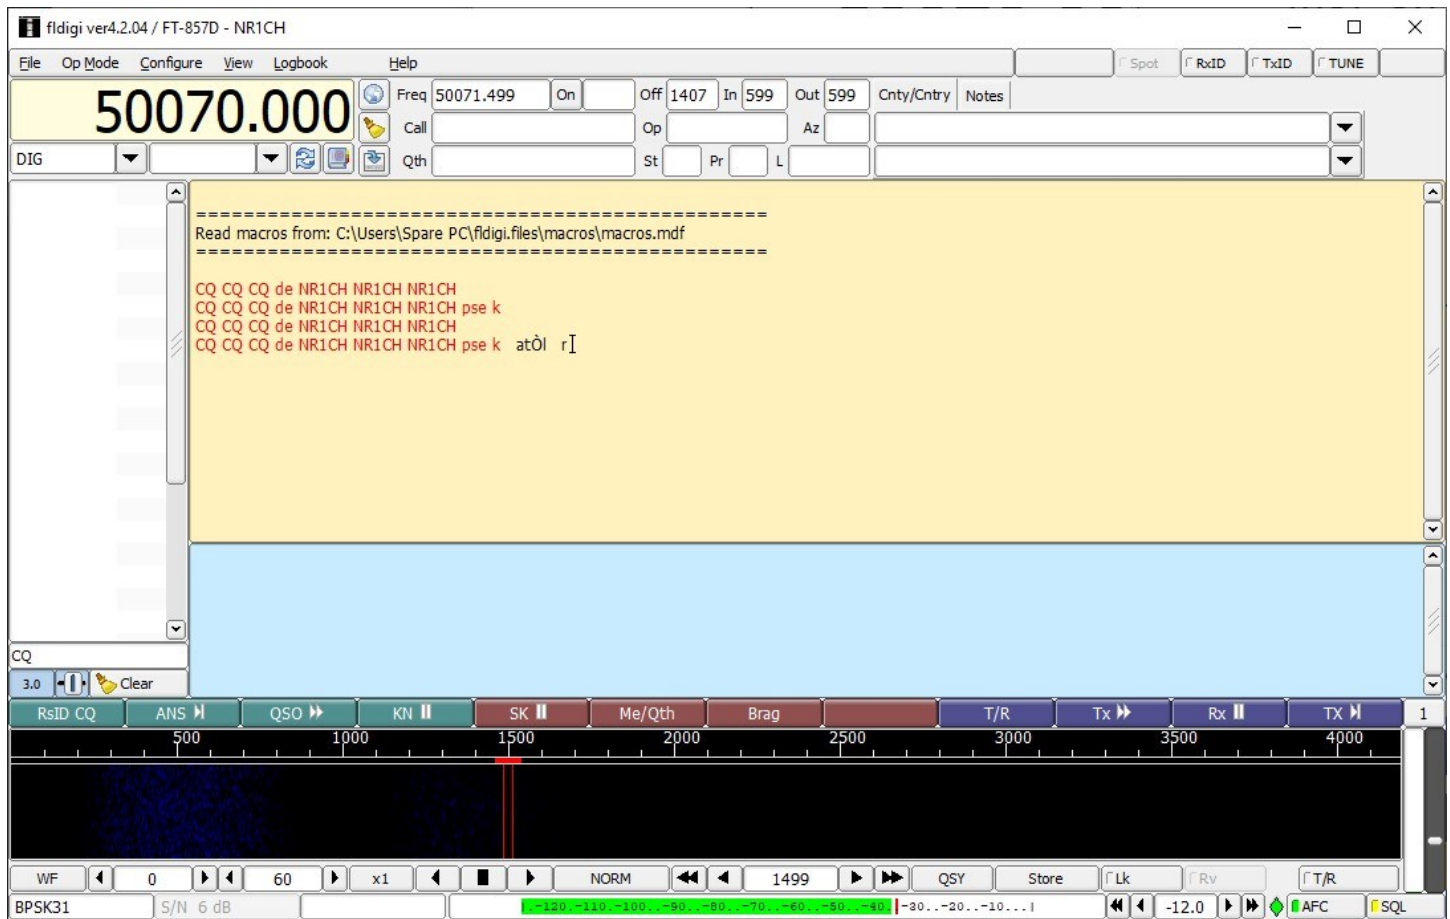 fldigi ver4.2.04 / FT-857D - NR1CH
File Op Mode Configure View Logbook Help Spot RxID TxID TUNE
50070.000 Freq 50071.499 On Off 1407 In 599 Out 599 Cnty/Cntry Notes
Call Op Az
DIG Qth St Pr L
================================================
Read macros from: C:\Users\Spare PC\fldigi.files\macros\macros.mdf
================================================
CQ CQ CQ de NR1CH NR1CH NR1CH
CQ CQ CQ de NR1CH NR1CH NR1CH pse k
CQ CQ CQ de NR1CH NR1CH NR1CH
CQ CQ CQ de NR1CH NR1CH NR1CH pse k atÒl r
CQ
3.0 Clear
RsID CQ ANS QSO KN SK Me/Qth Brag T/R Tx Rx TX 1
500 1000 1500 2000 2500 3000 3500 4000
WF 0 60 x1 NORM 1499 QSY Store Lk Rv T/R
BPSK31 S/N 6 dB |.-120.-110.-100..-90..-80..-70..-60..-50..-40.|-30..-20..-10...| -12.0 AFC SQL